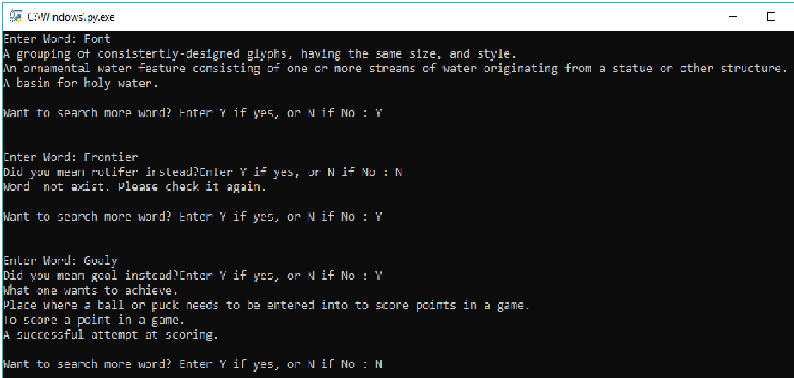 C:\Windows\py.exe
Enter Word: Font
A grouping of consistently-designed glyphs, having the same size, and style.
An ornamental water feature consisting of one or more streams of water originating from a statue or other structure.
A basin for holy water.
Want to search more word? Enter Y if yes, or N if No : Y
Enter Word: Frontier
Did you mean rotifer instead?Enter Y if yes, or N if No : N
Word  not exist. Please check it again.
Want to search more word? Enter Y if yes, or N if No : Y
Enter Word: Goaly
Did you mean goal instead?Enter Y if yes, or N if No : Y
What one wants to achieve.
Place where a ball or puck needs to be entered into to score points in a game.
To score a point in a game.
A successful attempt at scoring.
Want to search more word? Enter Y if yes, or N if No : N